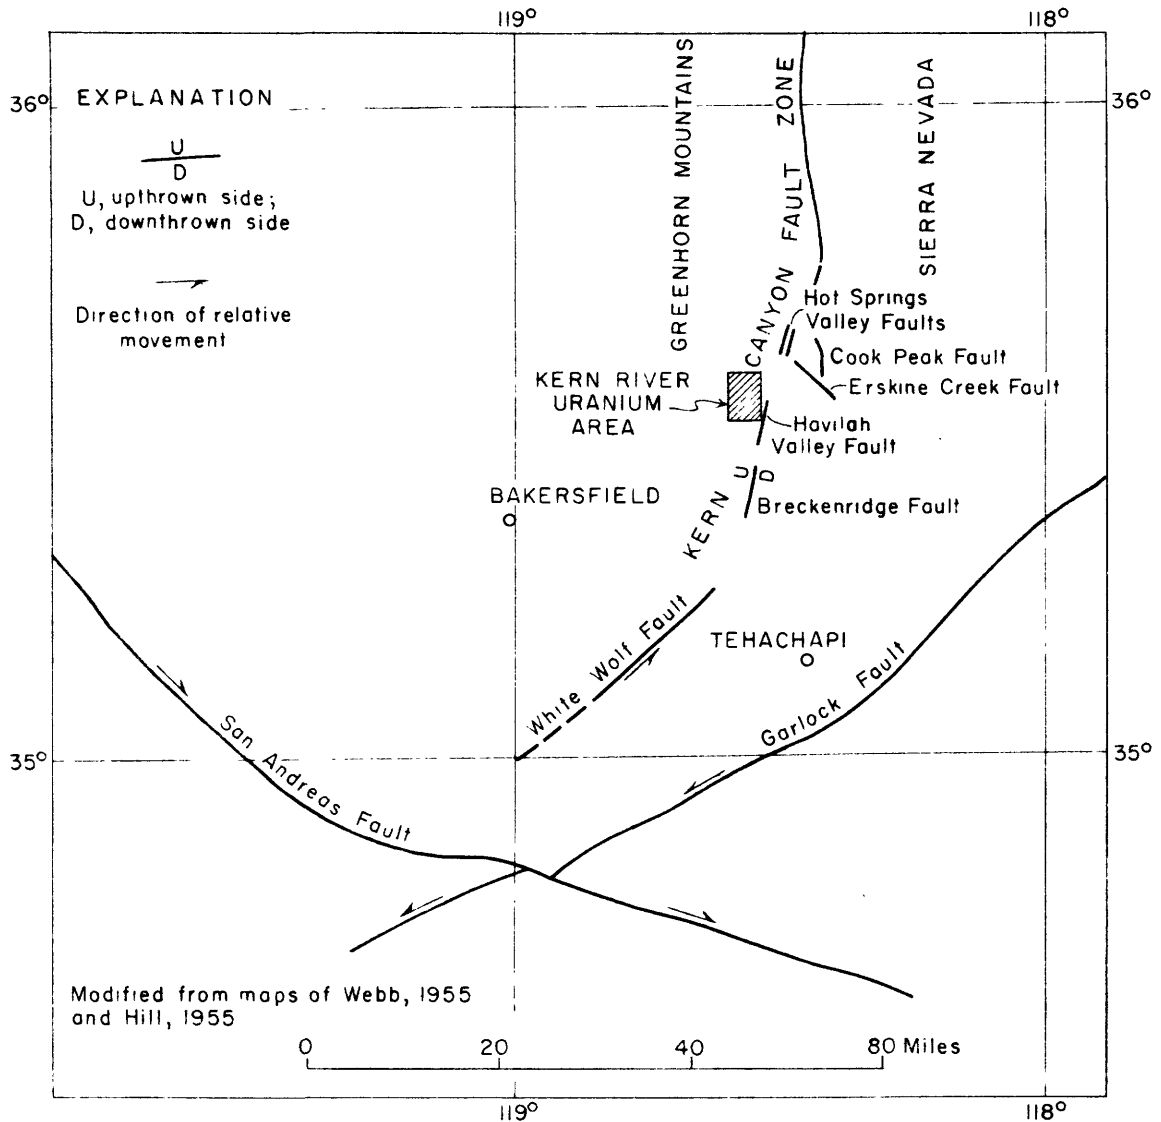 119°
118°
36°
36°
EXPLANATION
U
D
U, upthrown side;
D, downthrown side
Direction of relative
movement
GREENHORN MOUNTAINS
KERN CANYON FAULT ZONE
SIERRA NEVADA
Hot Springs
Valley Faults
Cook Peak Fault
Erskine Creek Fault
KERN RIVER
URANIUM
AREA
Havilah
Valley Fault
U
D
Breckenridge Fault
BAKERSFIELD
White Wolf Fault
TEHACHAPI
Garlock Fault
35°
35°
San Andreas Fault
Modified from maps of Webb, 1955
and Hill, 1955
0 20 40 80 Miles
119°
118°